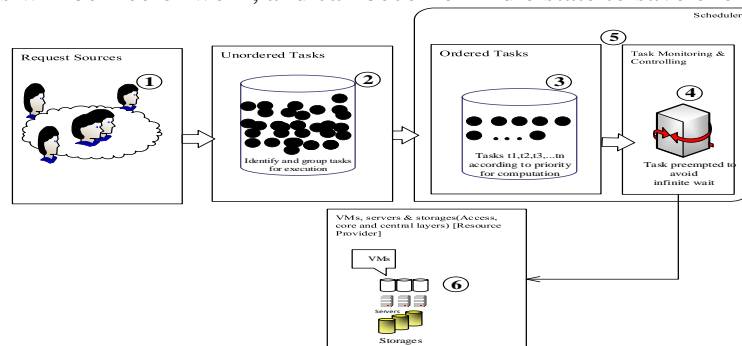 Scheduler
Request Sources
1
Unordered Tasks
2
Identify and group tasks
for execution
5
Ordered Tasks
3
Tasks t1,t2,t3,...tn
according to priority
for computation
Task Monitoring &
Controlling
4
Task preempted to
avoid
infinite wait
VMs, servers & storages(Access,
core and central layers) [Resource
Provider]
VMs
6
Servers
Storages